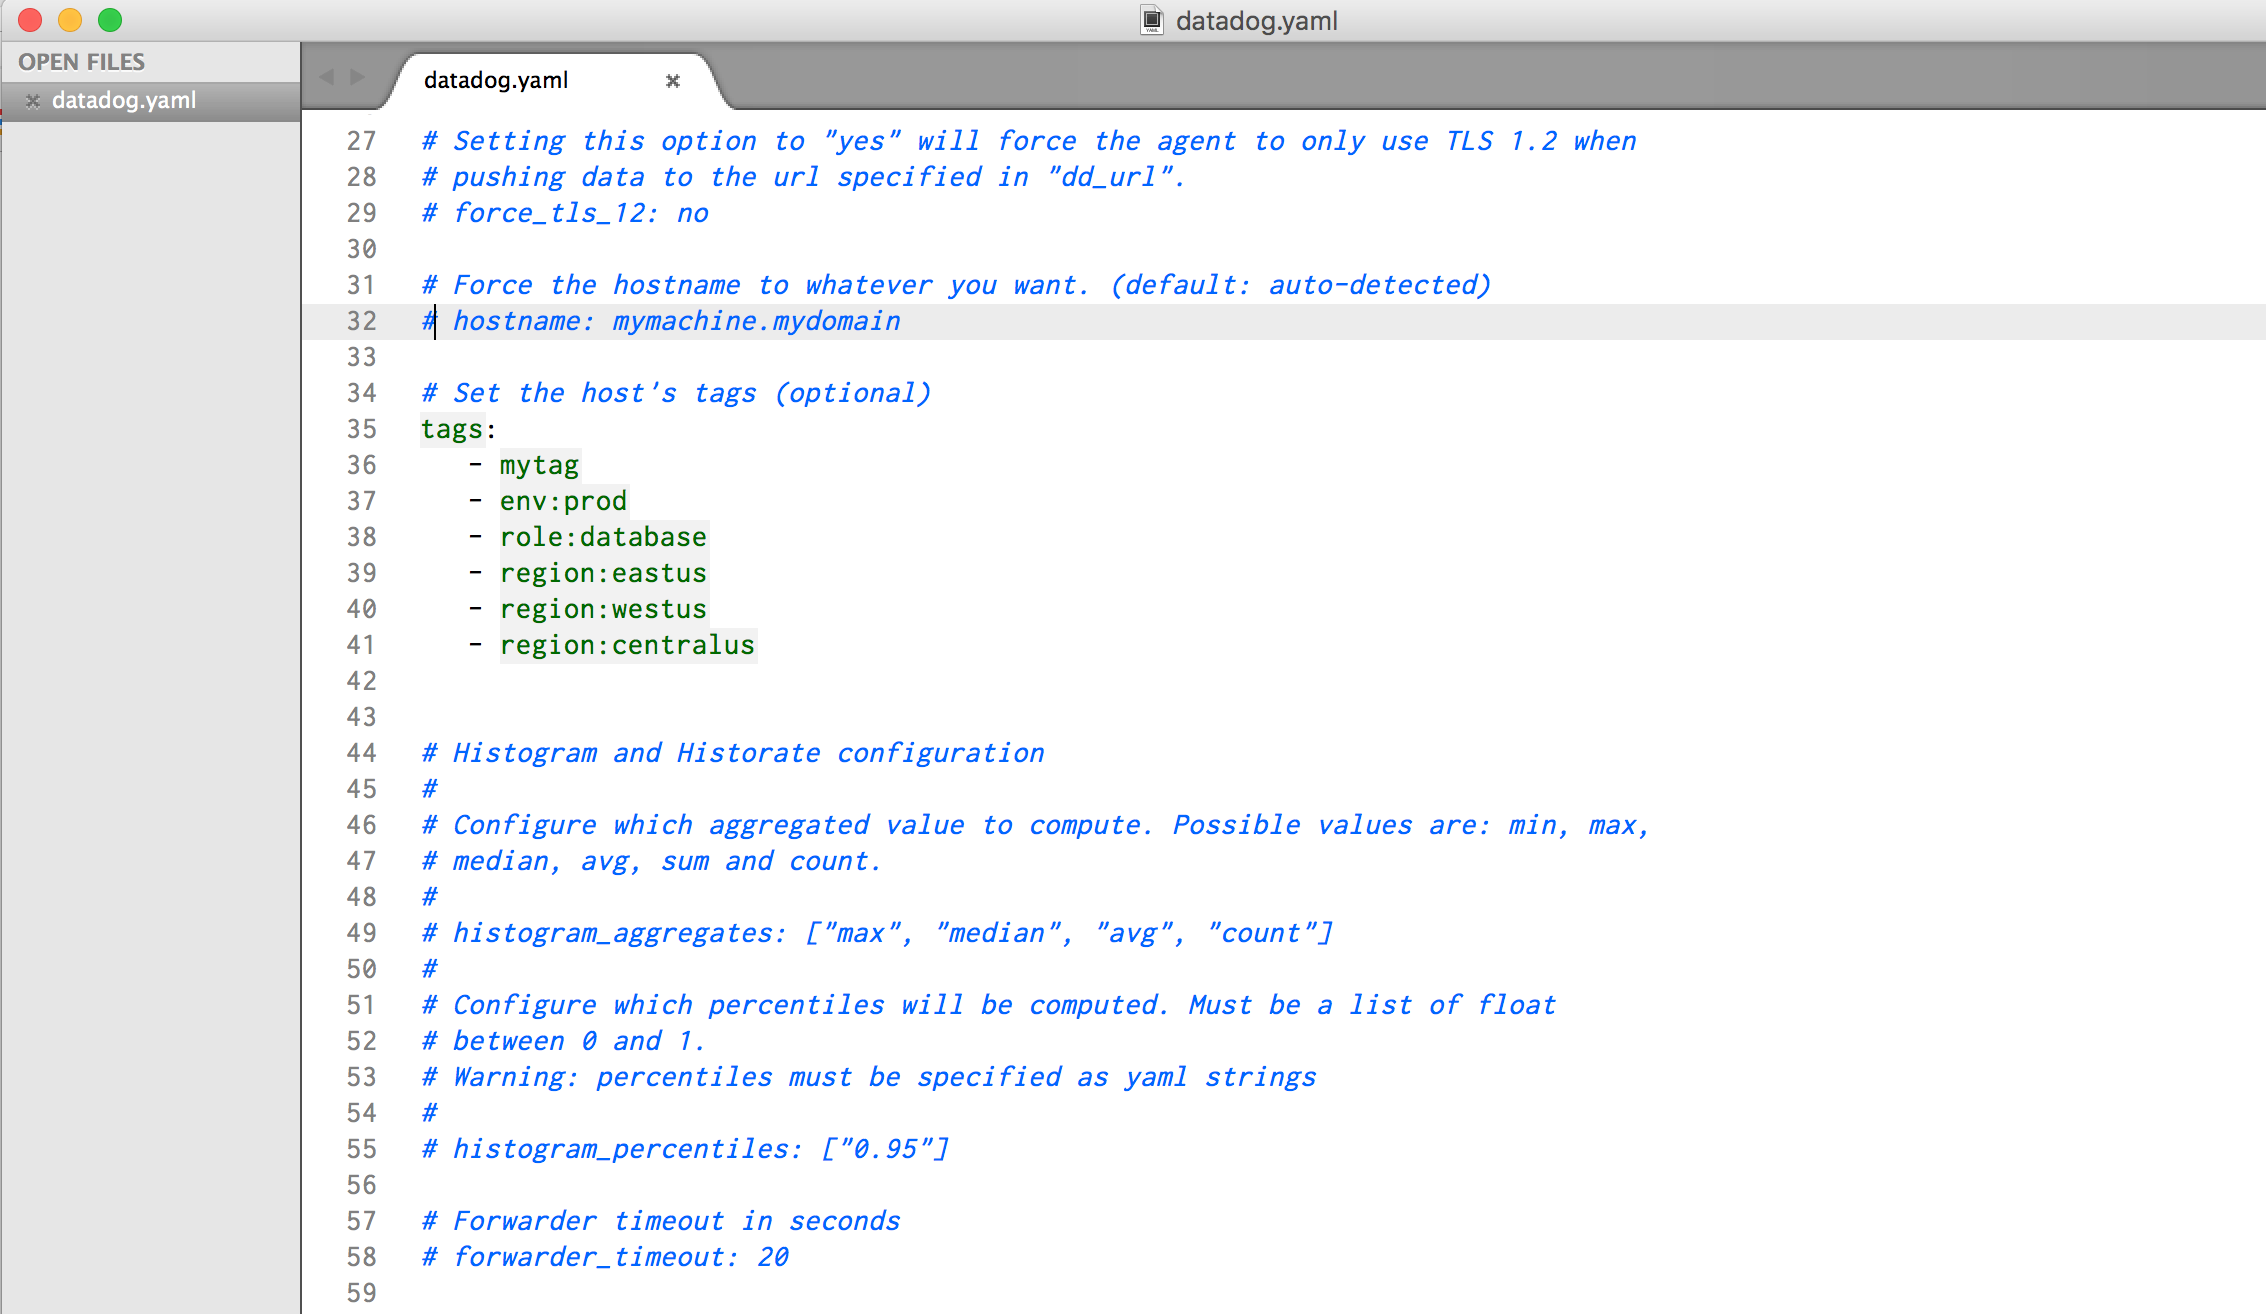 datadog.yaml
OPEN FILES
datadog.yaml
datadog.yaml
27 # Setting this option to "yes" will force the agent to only use TLS 1.2 when
28 # pushing data to the url specified in "dd_url".
29 # force_tls_12: no
30
31 # Force the hostname to whatever you want. (default: auto-detected)
32 # hostname: mymachine.mydomain
33
34 # Set the host's tags (optional)
35 tags:
36 - mytag
37 - env:prod
38 - role:database
39 - region:eastus
40 - region:westus
41 - region:centralus
42
43
44 # Histogram and Historate configuration
45 #
46 # Configure which aggregated value to compute. Possible values are: min, max,
47 # median, avg, sum and count.
48 #
49 # histogram_aggregates: ["max", "median", "avg", "count"]
50 #
51 # Configure which percentiles will be computed. Must be a list of float
52 # between 0 and 1.
53 # Warning: percentiles must be specified as yaml strings
54 #
55 # histogram_percentiles: ["0.95"]
56
57 # Forwarder timeout in seconds
58 # forwarder_timeout: 20
59